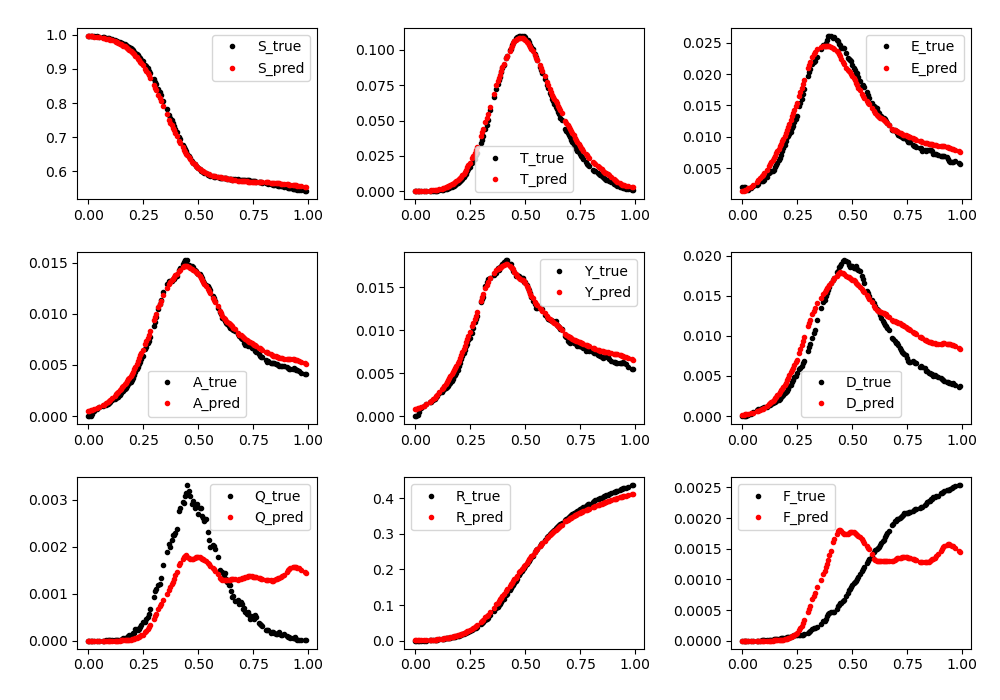 1.0
0.9
0.8
0.7
0.6
0.00 0.25 0.50 0.75 1.00
S_true
S_pred
0.100
0.075
0.050
0.025
0.000
0.00 0.25 0.50 0.75 1.00
T_true
T_pred
0.025
0.020
0.015
0.010
0.005
0.00 0.25 0.50 0.75 1.00
E_true
E_pred
0.015
0.010
0.005
0.000
0.00 0.25 0.50 0.75 1.00
A_true
A_pred
0.015
0.010
0.005
0.000
0.00 0.25 0.50 0.75 1.00
Y_true
Y_pred
0.020
0.015
0.010
0.005
0.000
0.00 0.25 0.50 0.75 1.00
D_true
D_pred
0.003
0.002
0.001
0.000
0.00 0.25 0.50 0.75 1.00
Q_true
Q_pred
0.4
0.3
0.2
0.1
0.0
0.00 0.25 0.50 0.75 1.00
R_true
R_pred
0.0025
0.0020
0.0015
0.0010
0.0005
0.0000
0.00 0.25 0.50 0.75 1.00
F_true
F_pred